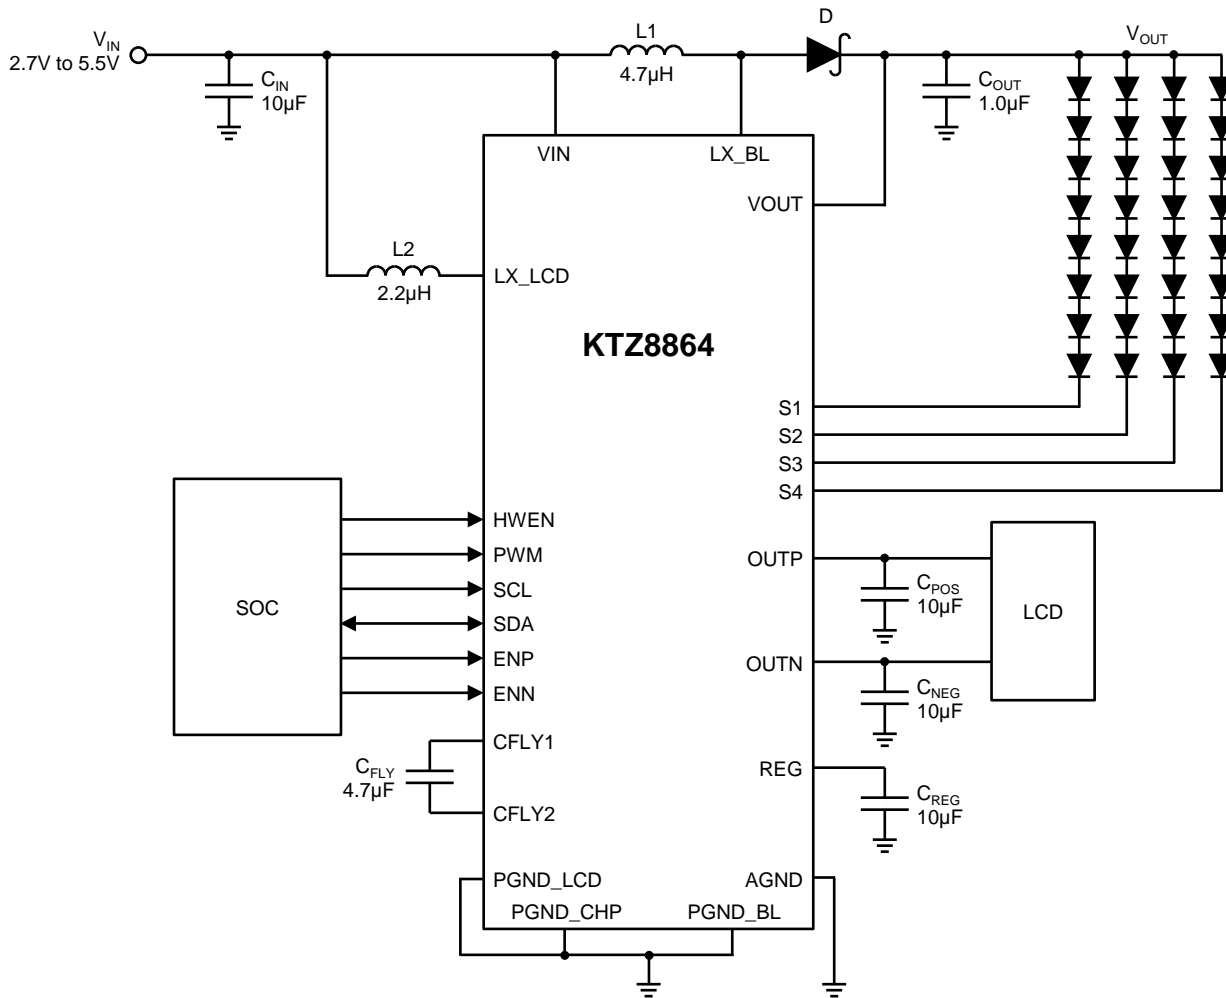 V_IN
2.7V to 5.5V
C_IN
10µF
L1
4.7µH
D
V_OUT
C_OUT
1.0µF
VIN
LX_BL
VOUT
L2
2.2µH
LX_LCD
KTZ8864
S1
S2
S3
S4
SOC
HWEN
PWM
SCL
SDA
ENP
ENN
OUTP
C_POS
10µF
LCD
OUTN
C_NEG
10µF
CFLY1
C_FLY
4.7µF
CFLY2
REG
C_REG
10µF
PGND_LCD
AGND
PGND_CHP
PGND_BL